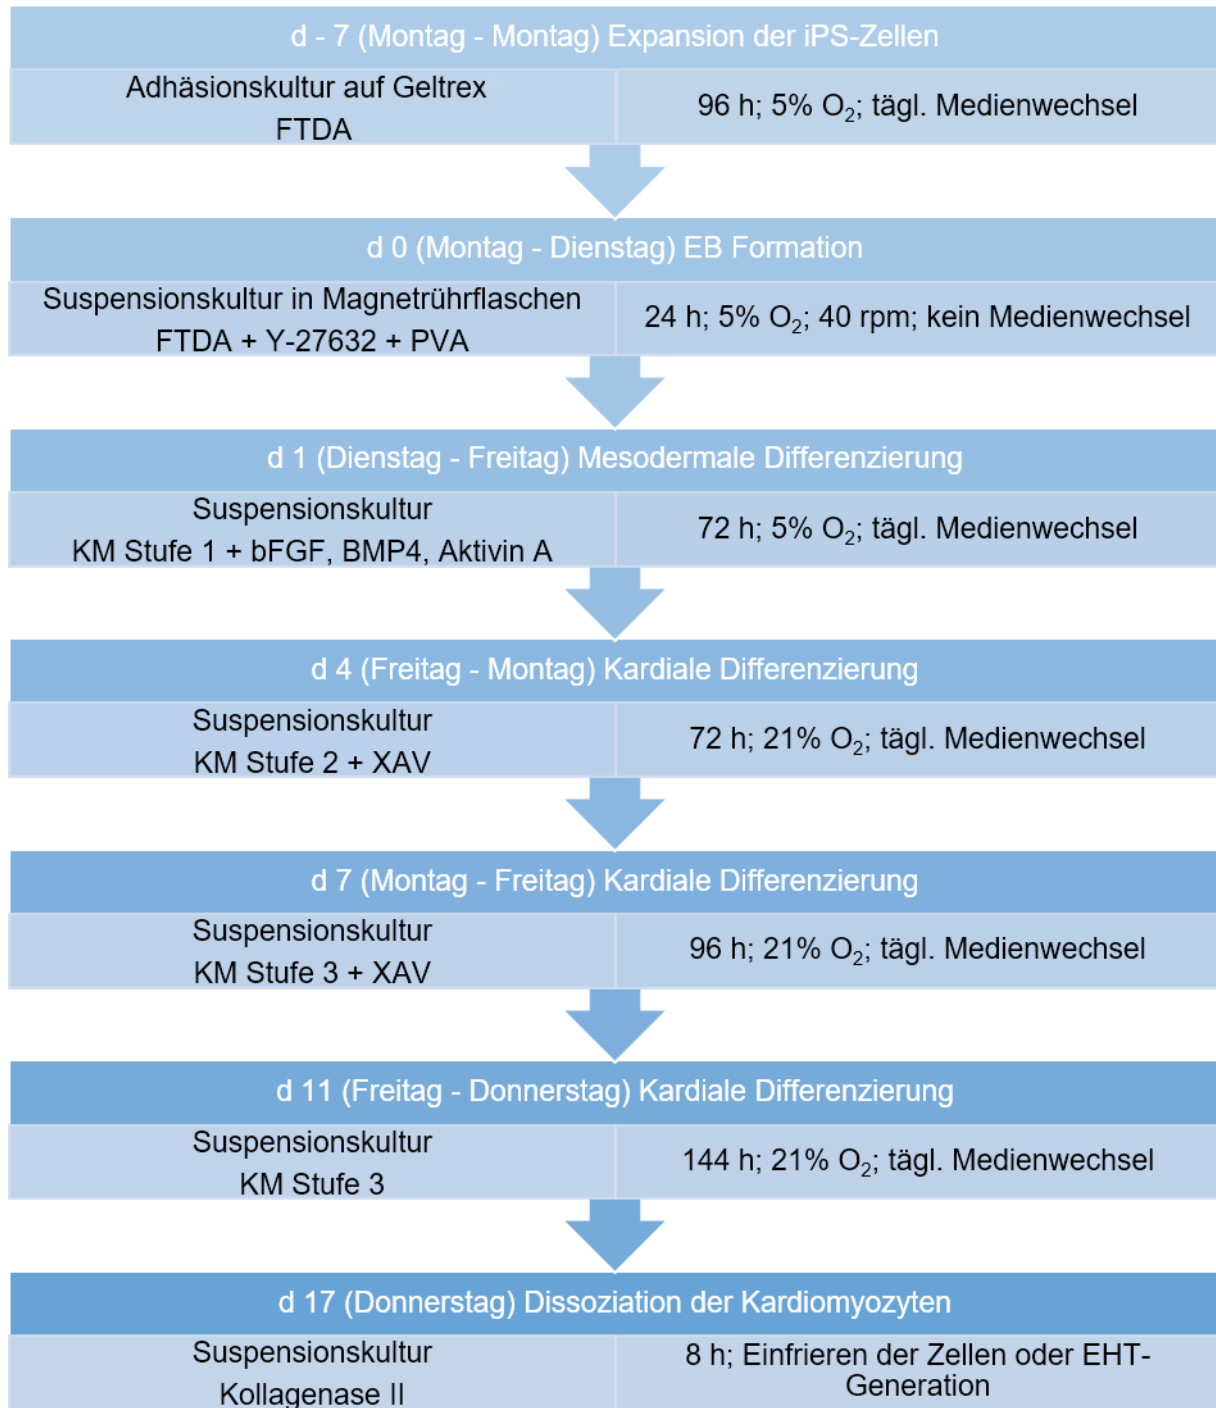 d - 7 (Montag - Montag) Expansion der iPS-Zellen
Adhäsionskultur auf Geltrex
FTDA
96 h; 5% O₂; tägl. Medienwechsel
d 0 (Montag - Dienstag) EB Formation
Suspensionskultur in Magnetrührflaschen
FTDA + Y-27632 + PVA
24 h; 5% O₂; 40 rpm; kein Medienwechsel
d 1 (Dienstag - Freitag) Mesodermale Differenzierung
Suspensionskultur
KM Stufe 1 + bFGF, BMP4, Aktivin A
72 h; 5% O₂; tägl. Medienwechsel
d 4 (Freitag - Montag) Kardiale Differenzierung
Suspensionskultur
KM Stufe 2 + XAV
72 h; 21% O₂; tägl. Medienwechsel
d 7 (Montag - Freitag) Kardiale Differenzierung
Suspensionskultur
KM Stufe 3 + XAV
96 h; 21% O₂; tägl. Medienwechsel
d 11 (Freitag - Donnerstag) Kardiale Differenzierung
Suspensionskultur
KM Stufe 3
144 h; 21% O₂; tägl. Medienwechsel
d 17 (Donnerstag) Dissoziation der Kardiomyozyten
Suspensionskultur
Kollagenase II
8 h; Einfrieren der Zellen oder EHT-
Generation